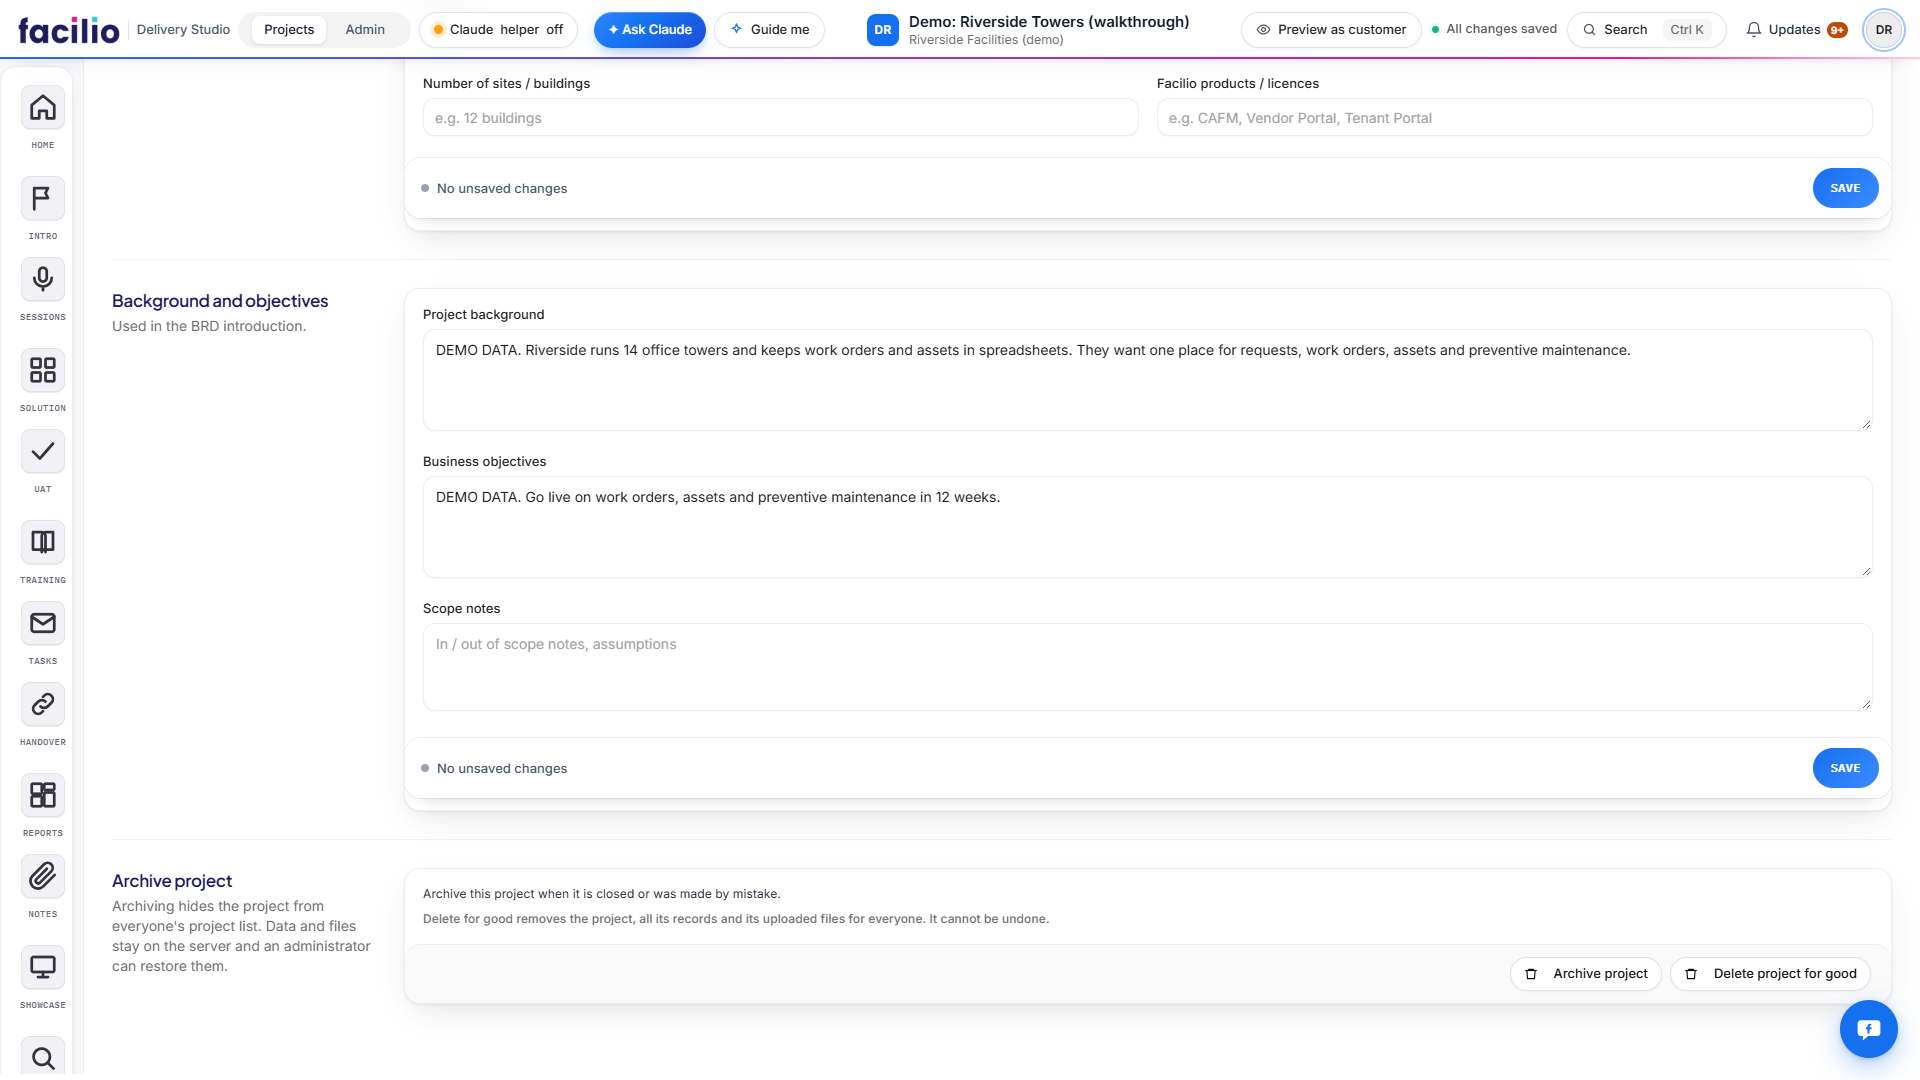 facilio
Delivery Studio
Projects
Admin
Claude helper off
Ask Claude
Guide me
DR
Demo: Riverside Towers (walkthrough)
Riverside Facilities (demo)
Preview as customer
All changes saved
Search
Ctrl K
Updates
9+
DR
HOME
INTRO
SESSIONS
SOLUTION
UAT
TRAINING
TASKS
HANDOVER
REPORTS
NOTES
SHOWCASE
Number of sites / buildings
e.g. 12 buildings
Facilio products / licences
e.g. CAFM, Vendor Portal, Tenant Portal
No unsaved changes
SAVE
Background and objectives
Used in the BRD introduction.
Project background
DEMO DATA. Riverside runs 14 office towers and keeps work orders and assets in spreadsheets. They want one place for requests, work orders, assets and preventive maintenance.
Business objectives
DEMO DATA. Go live on work orders, assets and preventive maintenance in 12 weeks.
Scope notes
In / out of scope notes, assumptions
No unsaved changes
SAVE
Archive project
Archiving hides the project from
everyone's project list. Data and files
stay on the server and an administrator
can restore them.
Archive this project when it is closed or was made by mistake.
Delete for good removes the project, all its records and its uploaded files for everyone. It cannot be undone.
Archive project
Delete project for good